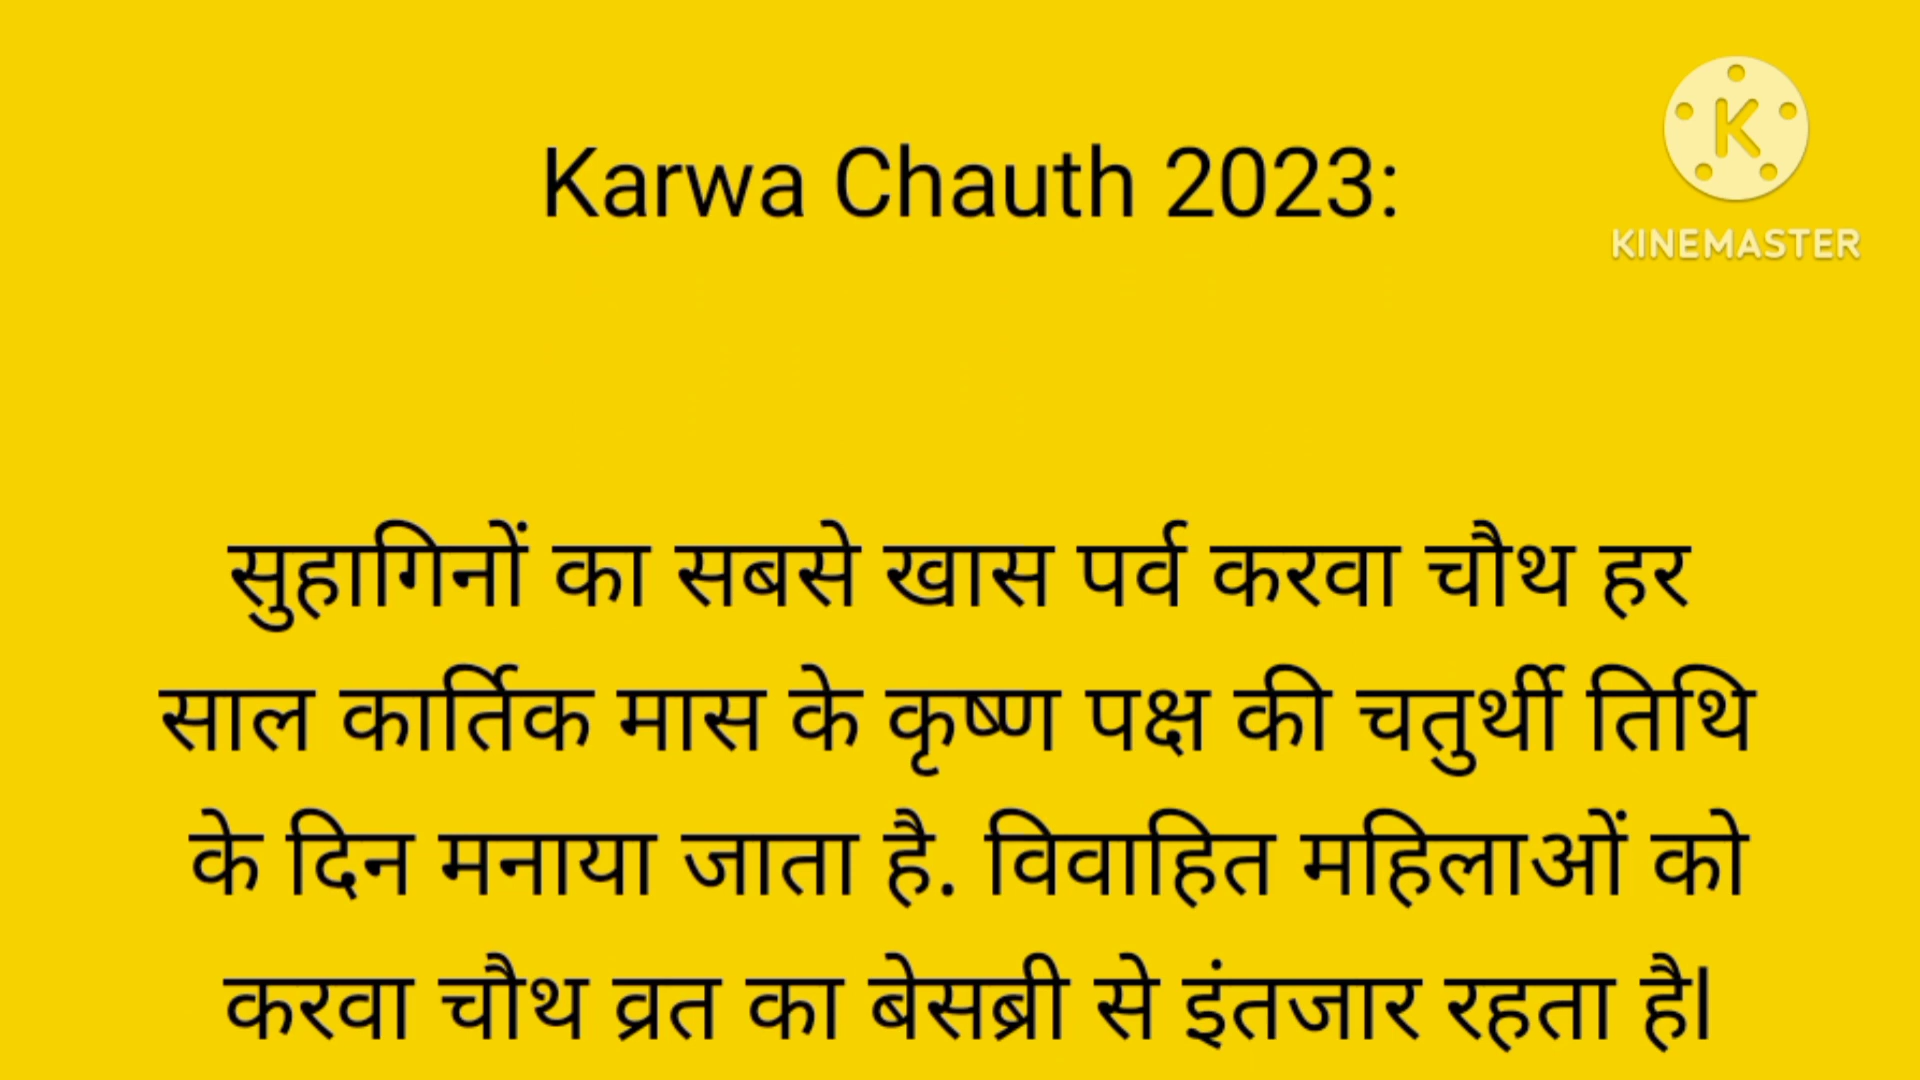 Karwa Chauth 2023:
KINEMASTER
सुहागिनों का सबसे खास पर्व करवा चौथ हर
साल कार्तिक मास के कृष्ण पक्ष की चतुर्थी तिथि
के दिन मनाया जाता है. विवाहित महिलाओं को
करवा चौथ व्रत का बेसब्री से इंतजार रहता हैl